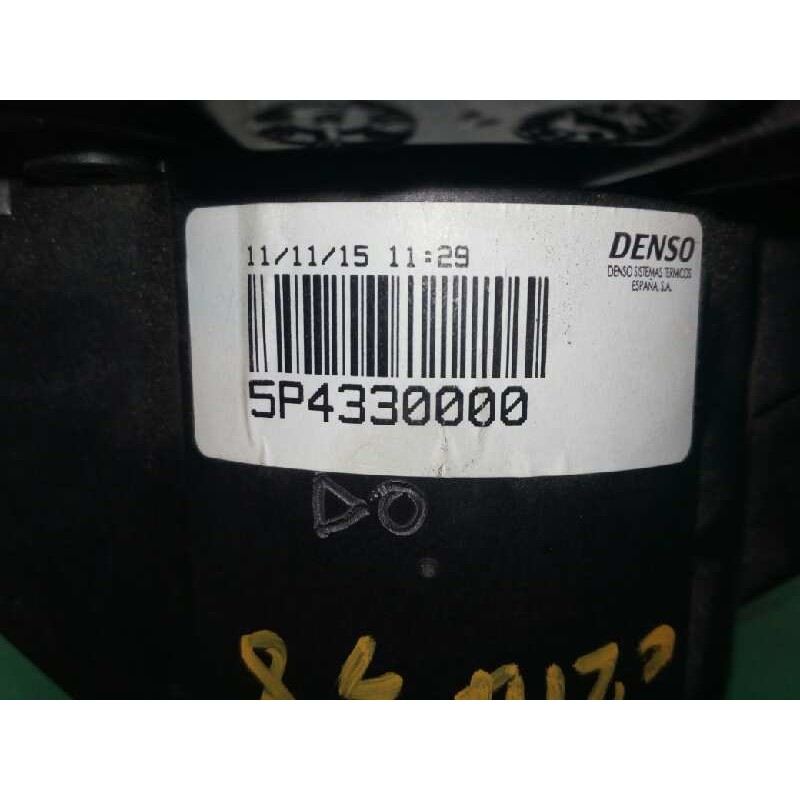 11/11/15 11:29
DENSO
DENSO SISTEMAS TERMICOS
ESPAÑA, S.A.
5P4330000